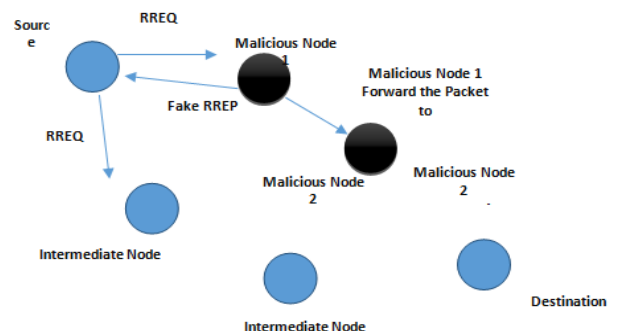 Sourc
e
RREQ
Malicious Node
1
Malicious Node 1
Forward the Packet
to
Fake RREP
RREQ
Malicious Node
2
Malicious Node
2
.
Intermediate Node
Destination
Intermediate Node